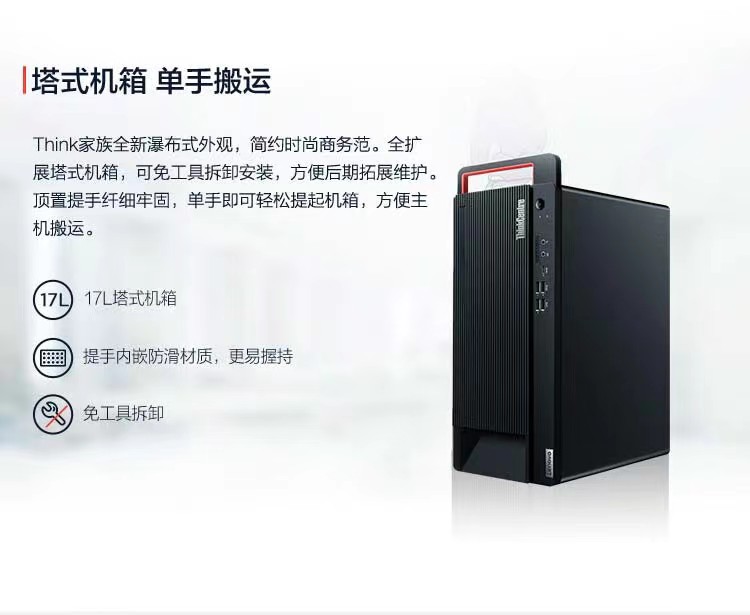 塔式机箱 单手搬运
Think家族全新瀑布式外观，简约时尚商务范。全扩
展塔式机箱，可免工具拆卸安装，方便后期拓展维护。
顶置提手纤细牢固，单手即可轻松提起机箱，方便主
机搬运。
17L
17L塔式机箱
提手内嵌防滑材质，更易握持
免工具拆卸
ThinkCentre
Lenovo